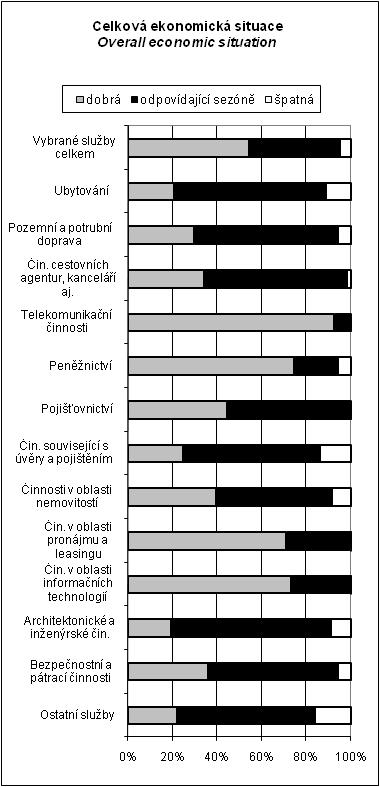 Celková ekonomická situace
Overall economic situation
dobrá odpovídající sezóně špatná
Vybrané služby
celkem
Ubytování
Pozemní a potrubní
doprava
Čin. cestovních
agentur, kanceláří
aj.
Telekomunikační
činnosti
Peněžnictví
Pojišťovnictví
Čin. související s
úvěry a pojištěním
Činnosti v oblasti
nemovitostí
Čin. v oblasti
pronájmu a
leasingu
Čin. v oblasti
informačních
technologií
Architektonické a
inženýrské čin.
Bezpečnostní a
pátrací činnosti
Ostatní služby
0% 20% 40% 60% 80% 100%